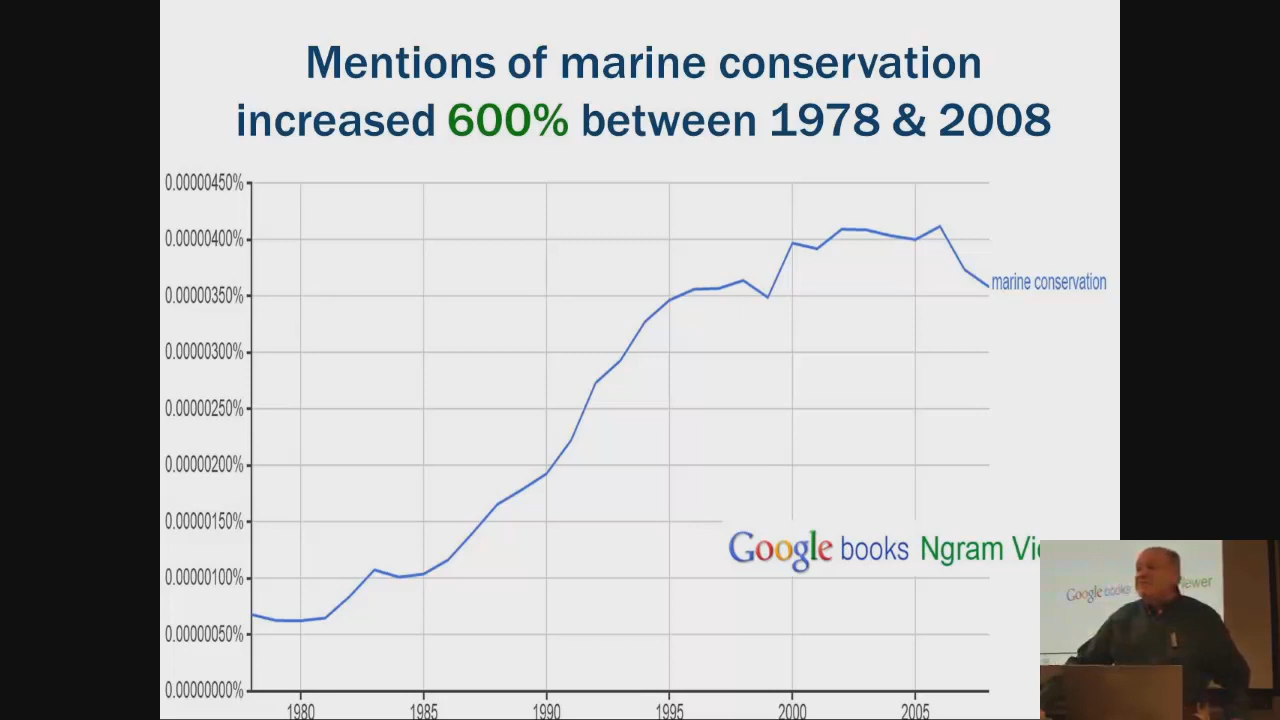 Mentions of marine conservation
increased 600% between 1978 & 2008
0.00000450%
0.00000400%
0.00000350%
0.00000300%
0.00000250%
0.00000200%
0.00000150%
0.00000100%
0.00000050%
0.00000000%
marine conservation
Google books Ngram
1980 1985 1990 1995 2000 2005
Google books